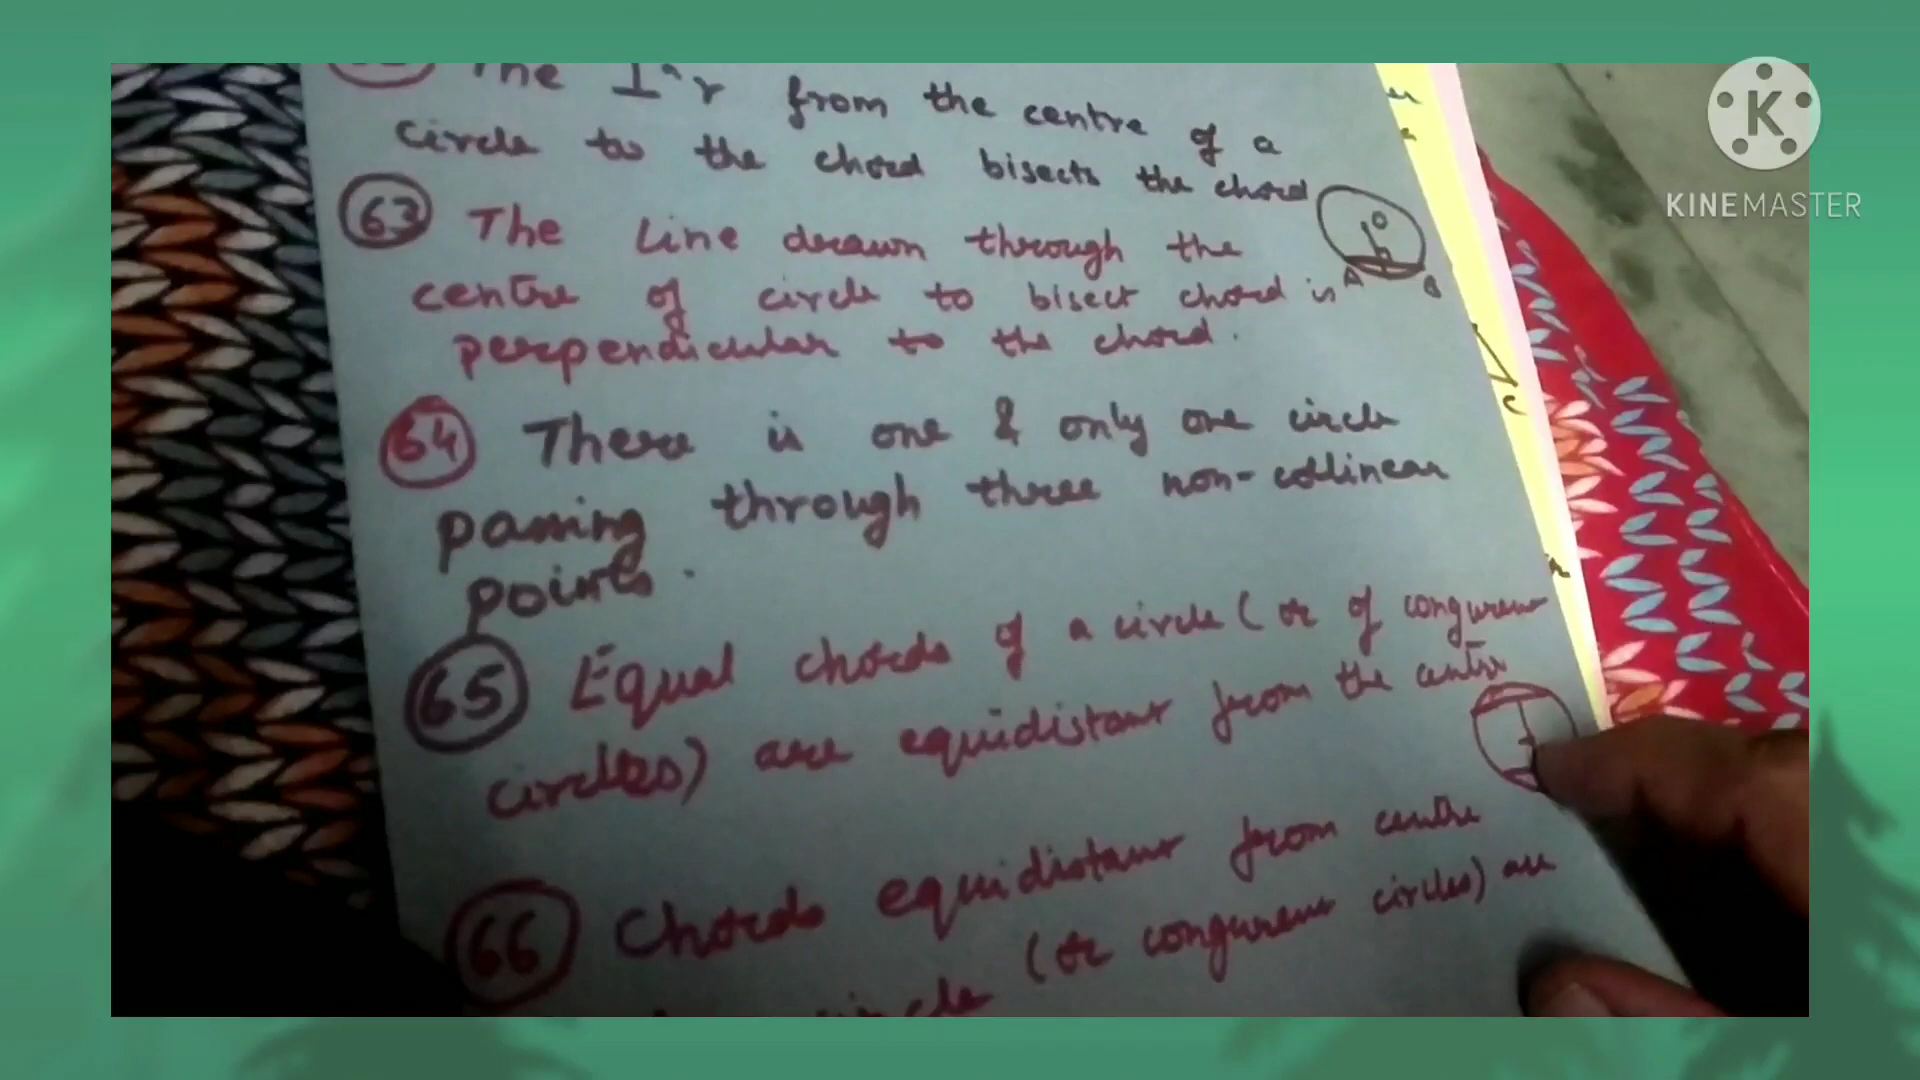 The ⊥ar from the centre of a
circle to the chord bisects the chord
63 The line drawn through the
centre of circle to bisect chord is
perpendicular to the chord.
O
A B
64 There is one & only one circle
passing through three non-collinear
points.
65 Equal chords of a circle (or of congurent
circles) are equidistant from the centre
66 Chords equidistant from centre
circle (or congurent circles) are
K
KINEMASTER